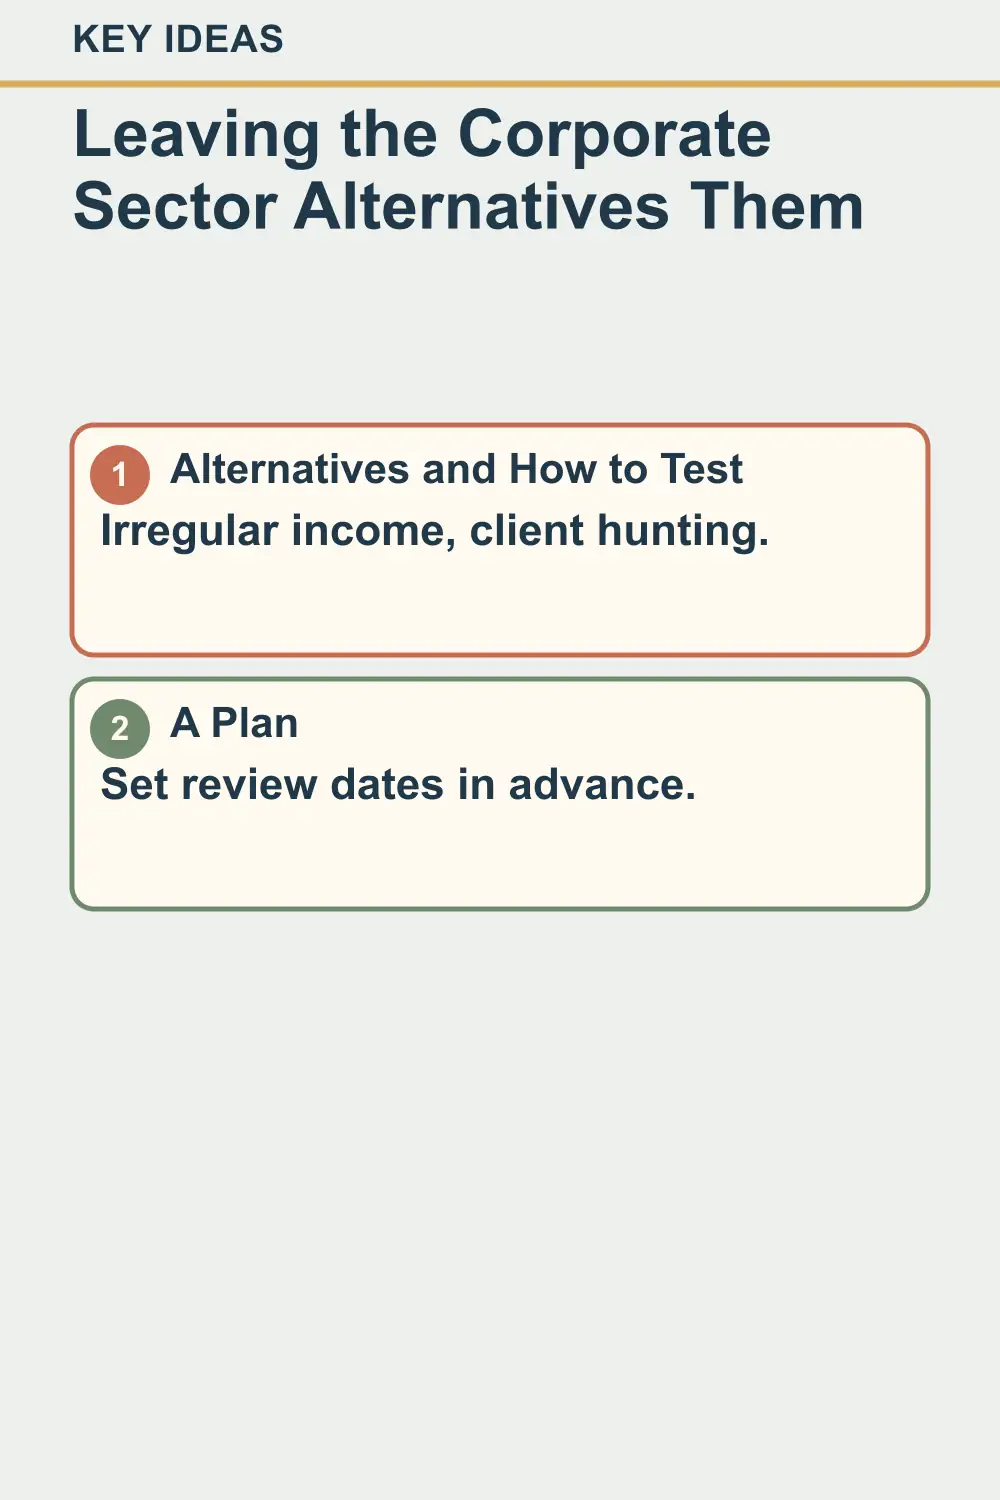 KEY IDEAS
Leaving the Corporate
Sector Alternatives Them
1 Alternatives and How to Test
Irregular income, client hunting.
2 A Plan
Set review dates in advance.